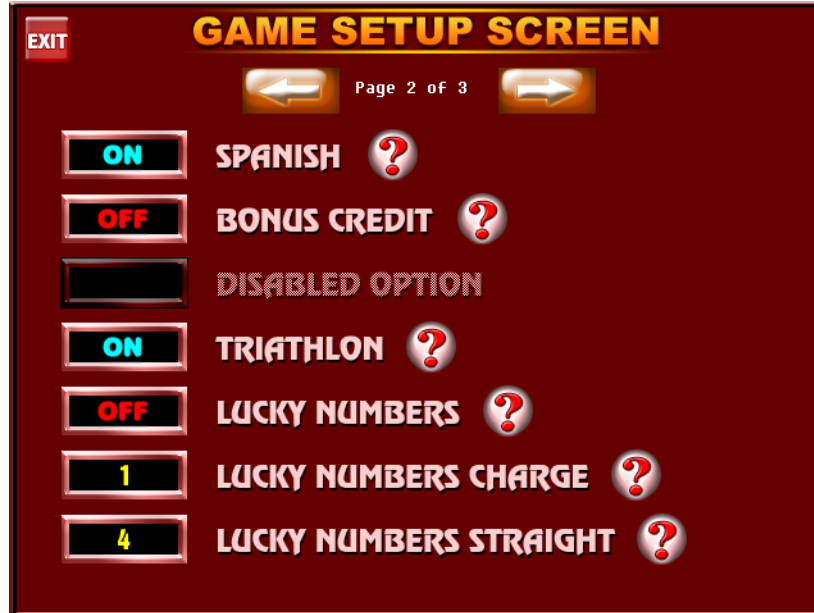 EXIT
GAME SETUP SCREEN
Page 2 of 3
ON SPANISH ?
OFF BONUS CREDIT ?
DISABLED OPTION
ON TRIATHLON ?
OFF LUCKY NUMBERS ?
1 LUCKY NUMBERS CHARGE ?
4 LUCKY NUMBERS STRAIGHT ?